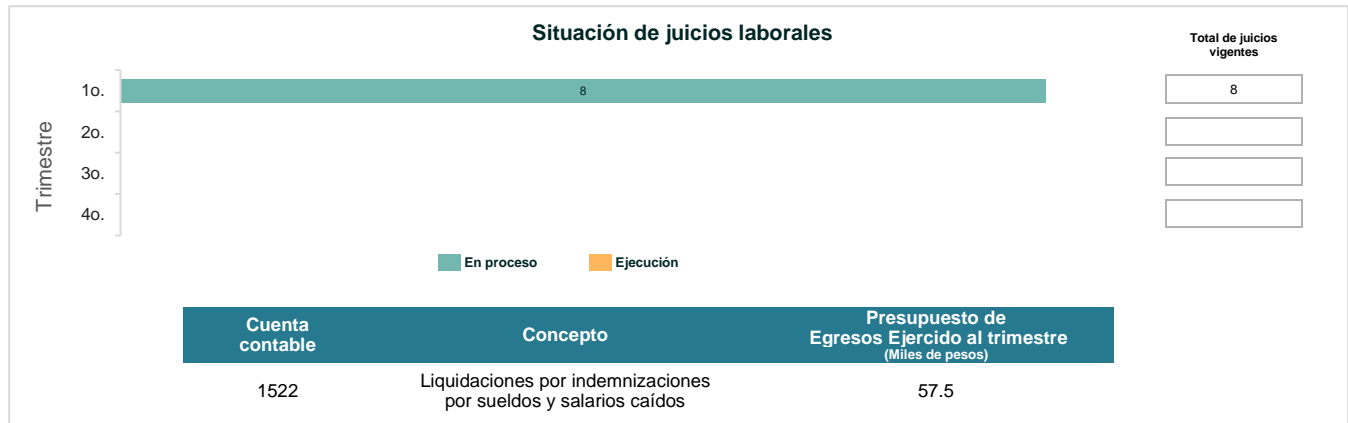 Situación de juicios laborales
Total de juicios
vigentes
Trimestre
1o.
8
8
2o.
3o.
4o.
En proceso
Ejecución
Cuenta
contable
Concepto
Presupuesto de
Egresos Ejercido al trimestre
(Miles de pesos)
1522
Liquidaciones por indemnizaciones
por sueldos y salarios caídos
57.5